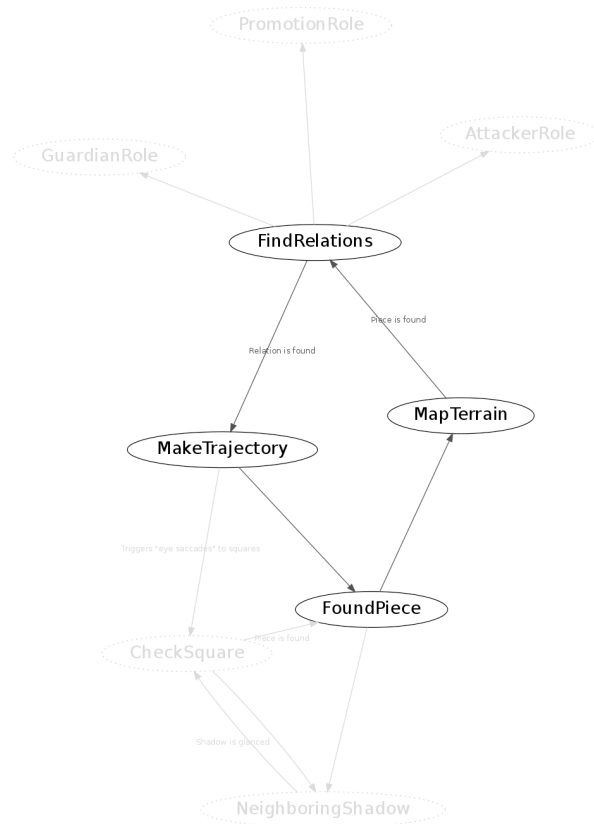 PromotionRole
AttackerRole
GuardianRole
FindRelations
Piece is found
Relation is found
MapTerrain
MakeTrajectory
Triggers "eye saccades" to squares
FoundPiece
Piece is found
CheckSquare
Shadow is glanced
NeighboringShadow